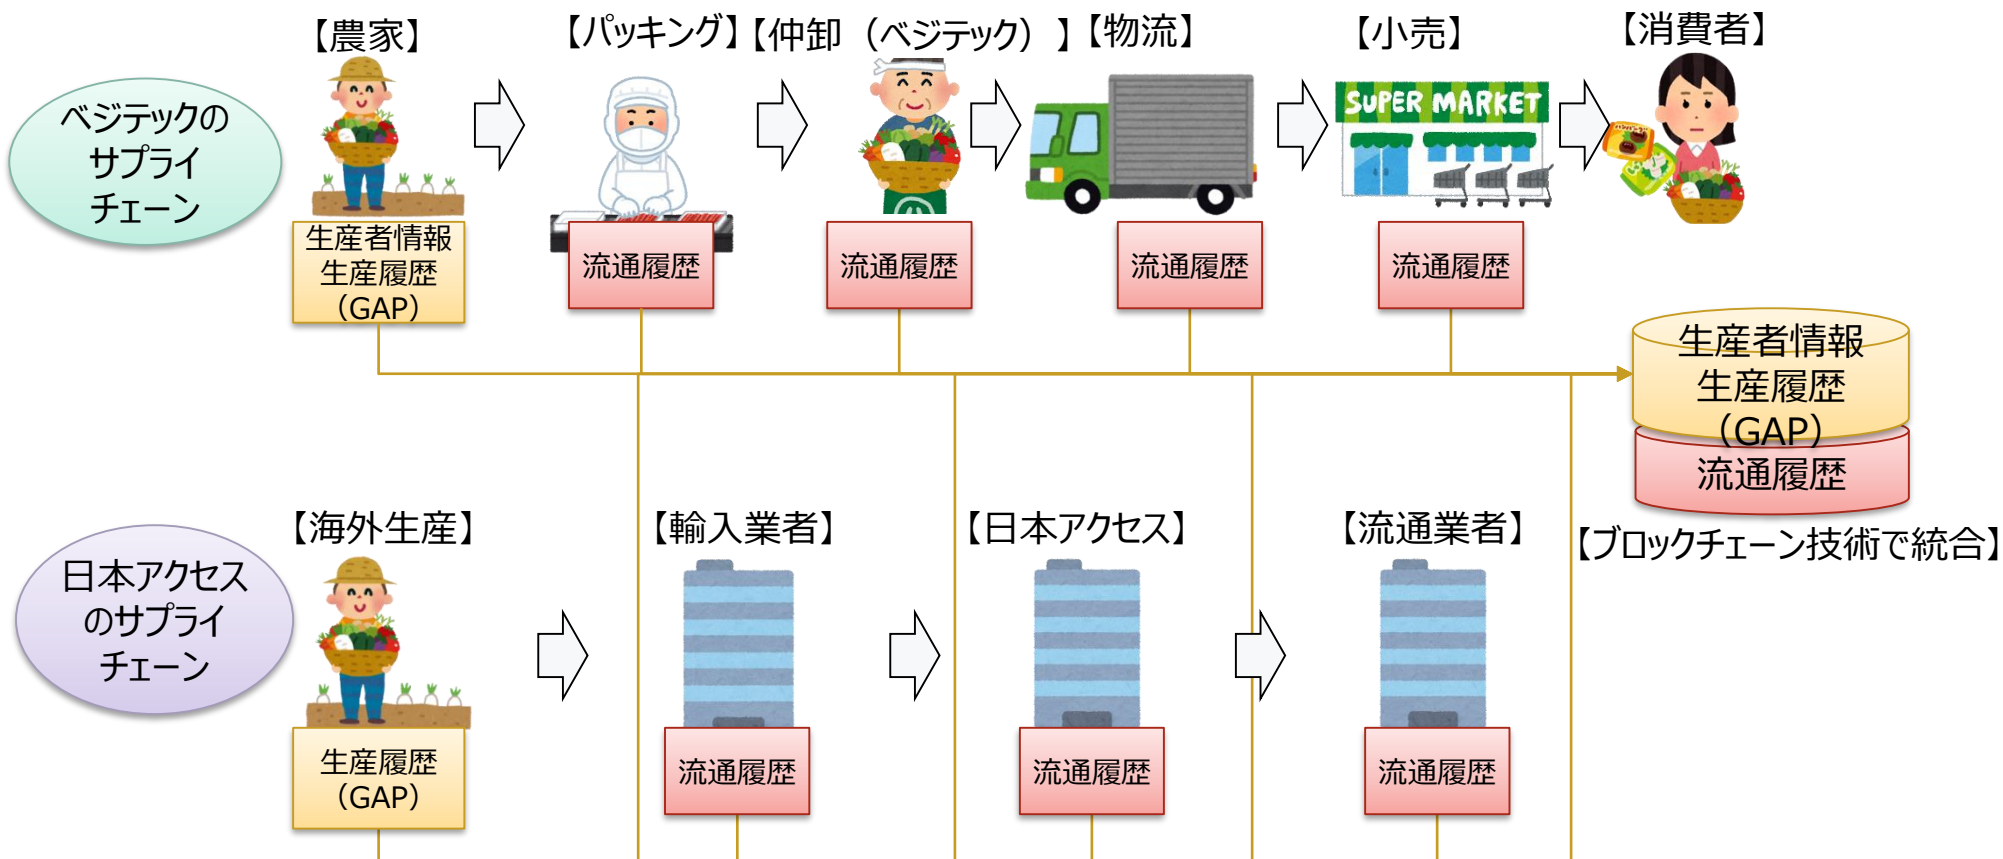 【農家】
【パッキング】
【仲卸（ベジテック）】
【物流】
【小売】
【消費者】
ベジテックの
サプライ
チェーン
SUPER MARKET
生産者情報
生産履歴
（GAP）
流通履歴
流通履歴
流通履歴
流通履歴
生産者情報
生産履歴
（GAP）
流通履歴
【ブロックチェーン技術で統合】
【海外生産】
【輸入業者】
【日本アクセス】
【流通業者】
日本アクセス
のサプライ
チェーン
生産履歴
（GAP）
流通履歴
流通履歴
流通履歴